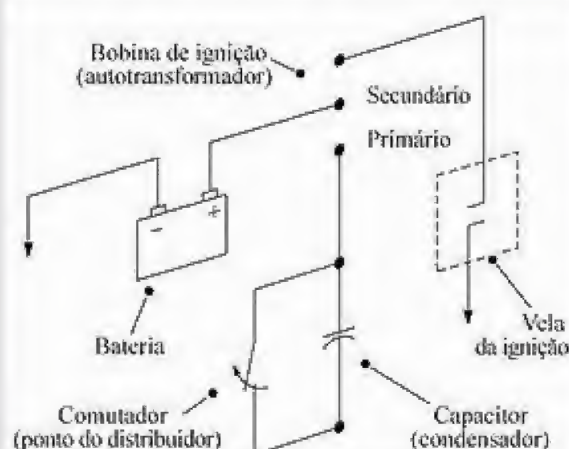 Bobina de ignição
(autotransformador)
Secundário
Primário
Bateria
Vela
da ignição
Comutador
(ponto do distribuidor)
Capacitor
(condensador)